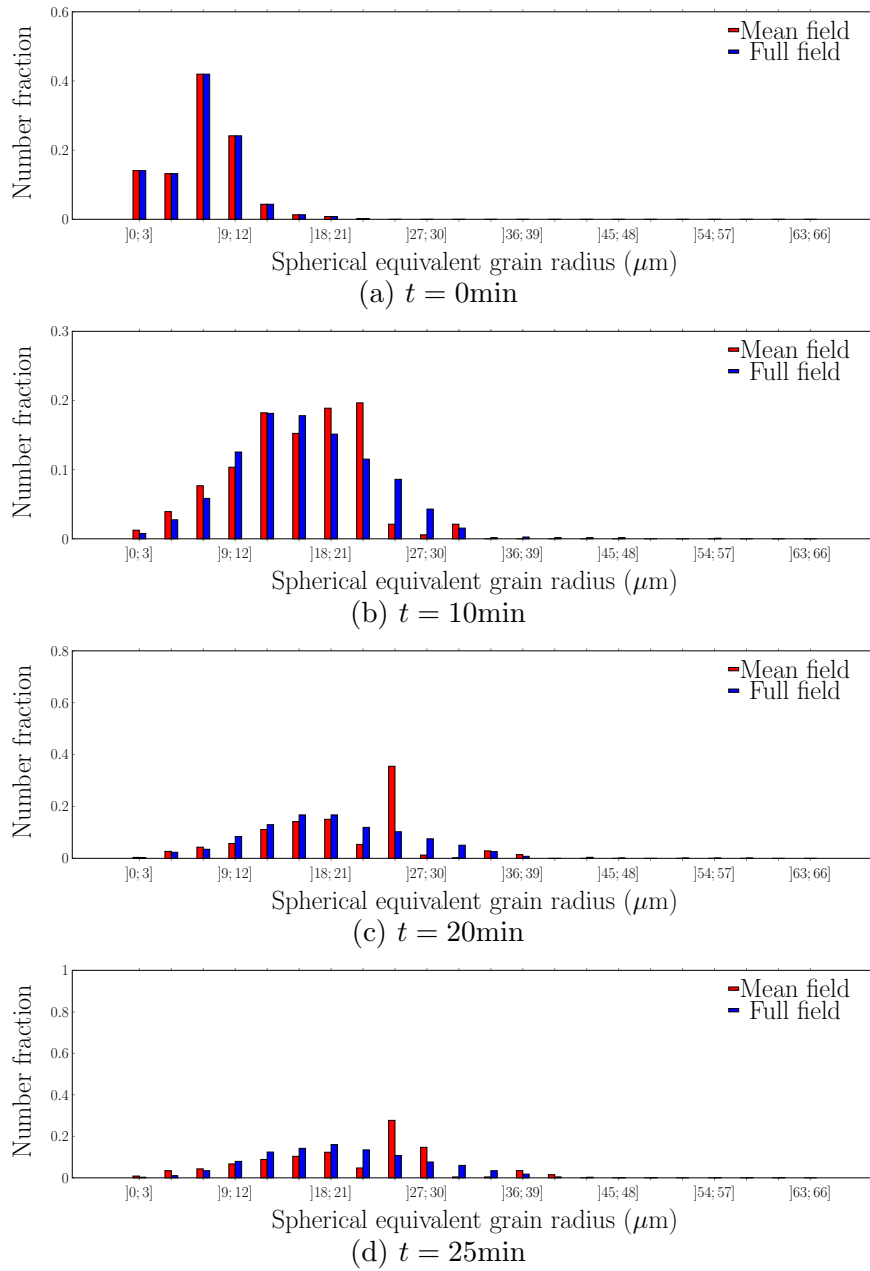 0.6
Mean field
Full field
0.4
0.2
0
Number fraction
]0; 3] ]9; 12] ]18; 21] ]27; 30] ]36; 39] ]45; 48] ]54; 57] ]63; 66]
Spherical equivalent grain radius (μm)
(a) t = 0min
0.3
Mean field
Full field
0.2
0.1
0
Number fraction
]0; 3] ]9; 12] ]18; 21] ]27; 30] ]36; 39] ]45; 48] ]54; 57] ]63; 66]
Spherical equivalent grain radius (μm)
(b) t = 10min
0.8
Mean field
Full field
0.6
0.4
0.2
0
Number fraction
]0; 3] ]9; 12] ]18; 21] ]27; 30] ]36; 39] ]45; 48] ]54; 57] ]63; 66]
Spherical equivalent grain radius (μm)
(c) t = 20min
1
Mean field
Full field
0.8
0.6
0.4
0.2
0
Number fraction
]0; 3] ]9; 12] ]18; 21] ]27; 30] ]36; 39] ]45; 48] ]54; 57] ]63; 66]
Spherical equivalent grain radius (μm)
(d) t = 25min